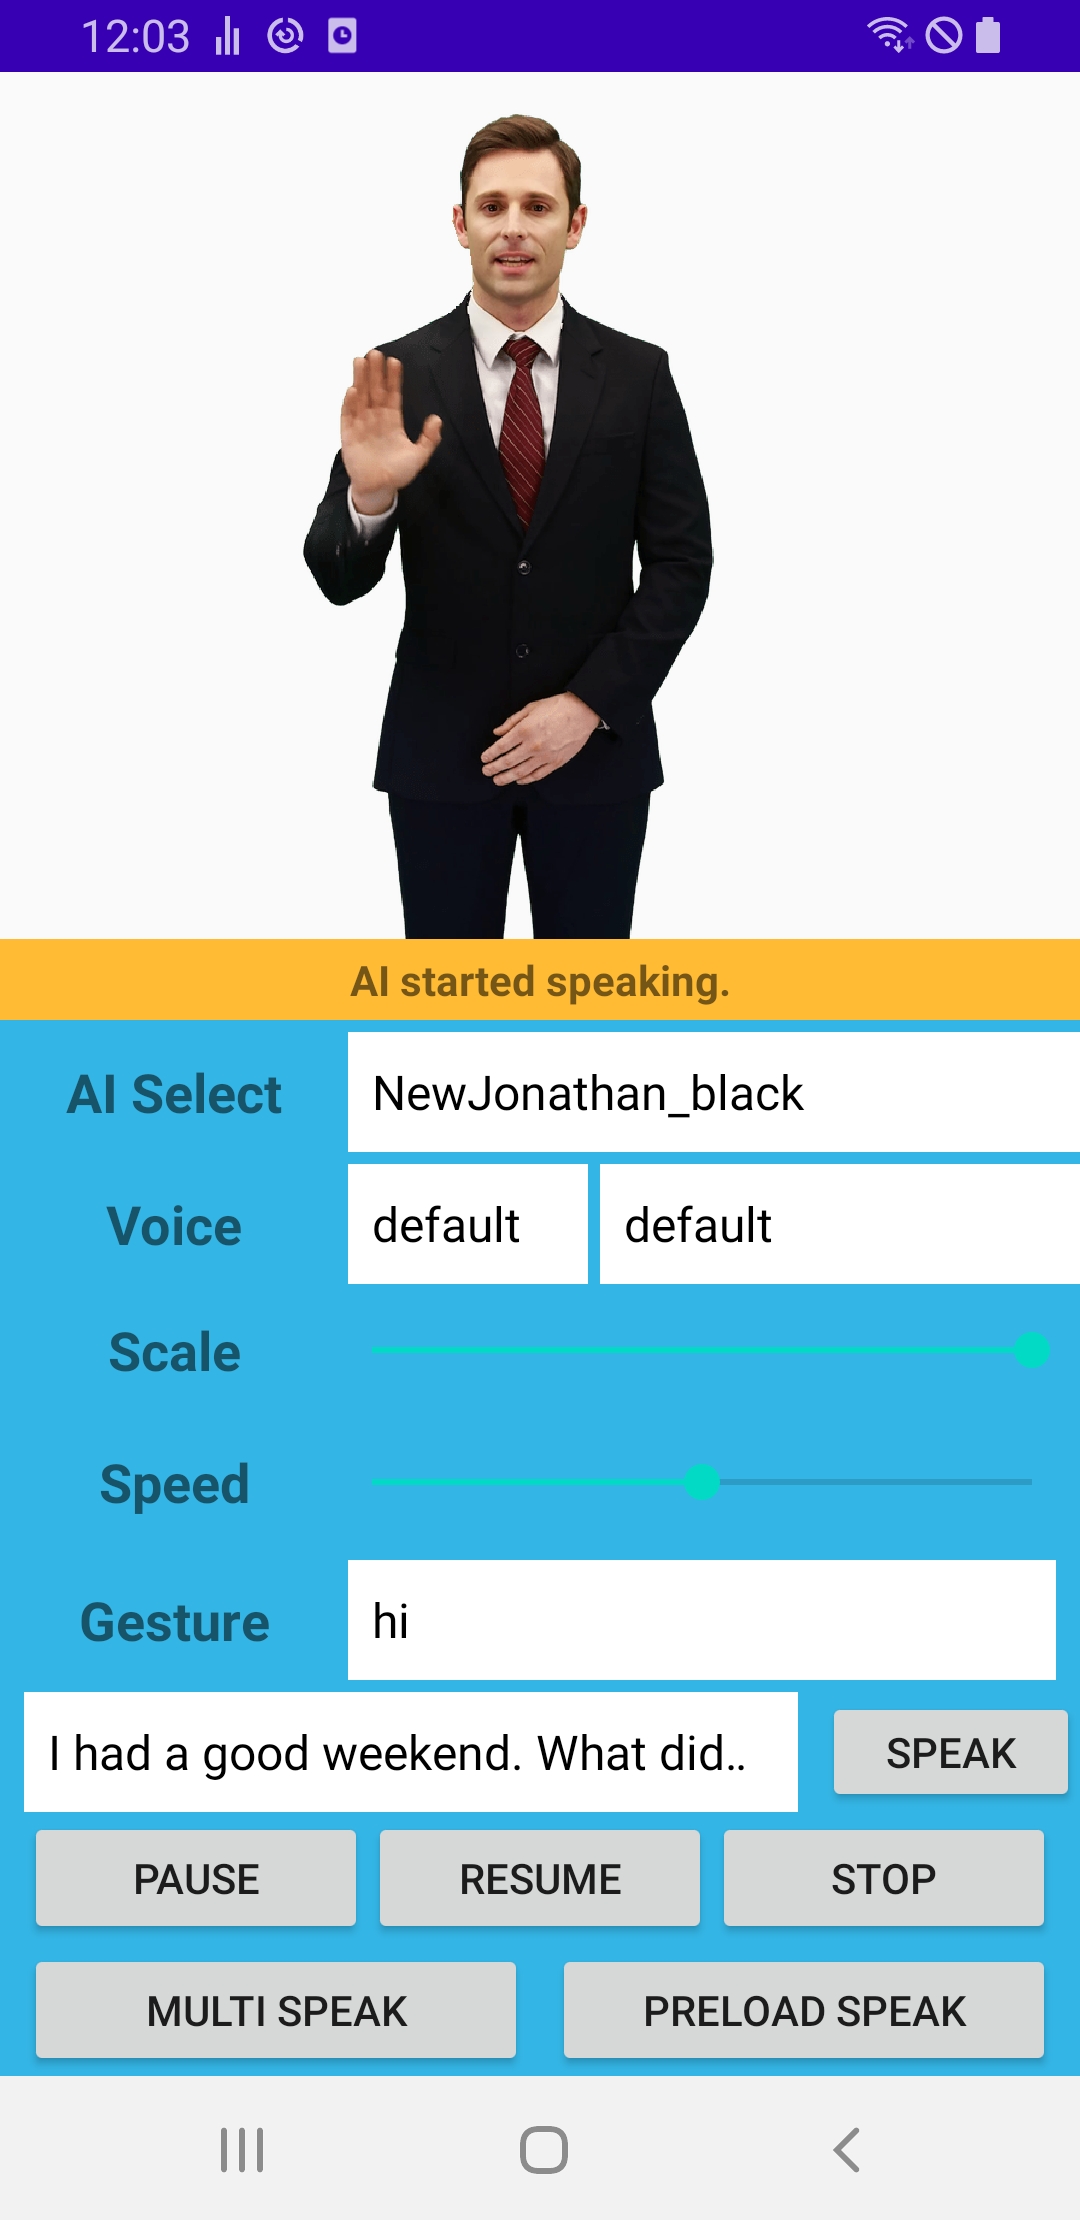 12:03
AI started speaking.
AI Select
NewJonathan_black
Voice
default
default
Scale
Speed
Gesture
hi
I had a good weekend. What did..
SPEAK
PAUSE
RESUME
STOP
MULTI SPEAK
PRELOAD SPEAK